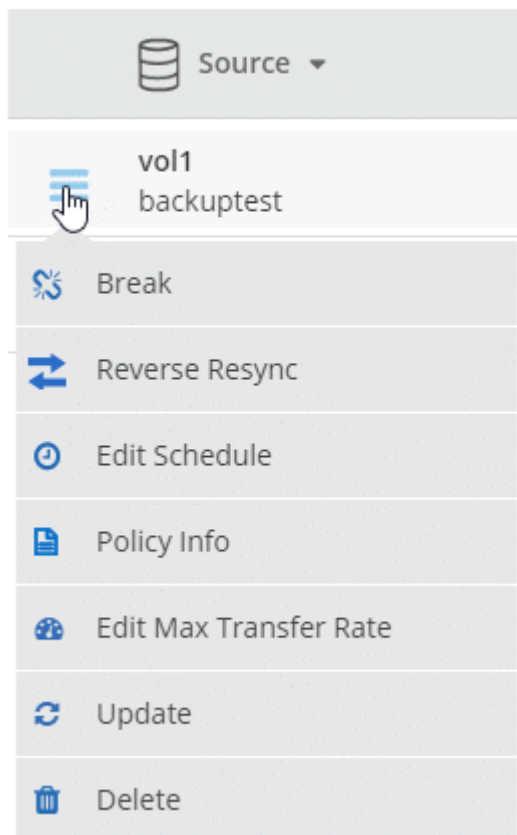 Source
vol1
backuptest
Break
Reverse Resync
Edit Schedule
Policy Info
Edit Max Transfer Rate
Update
Delete